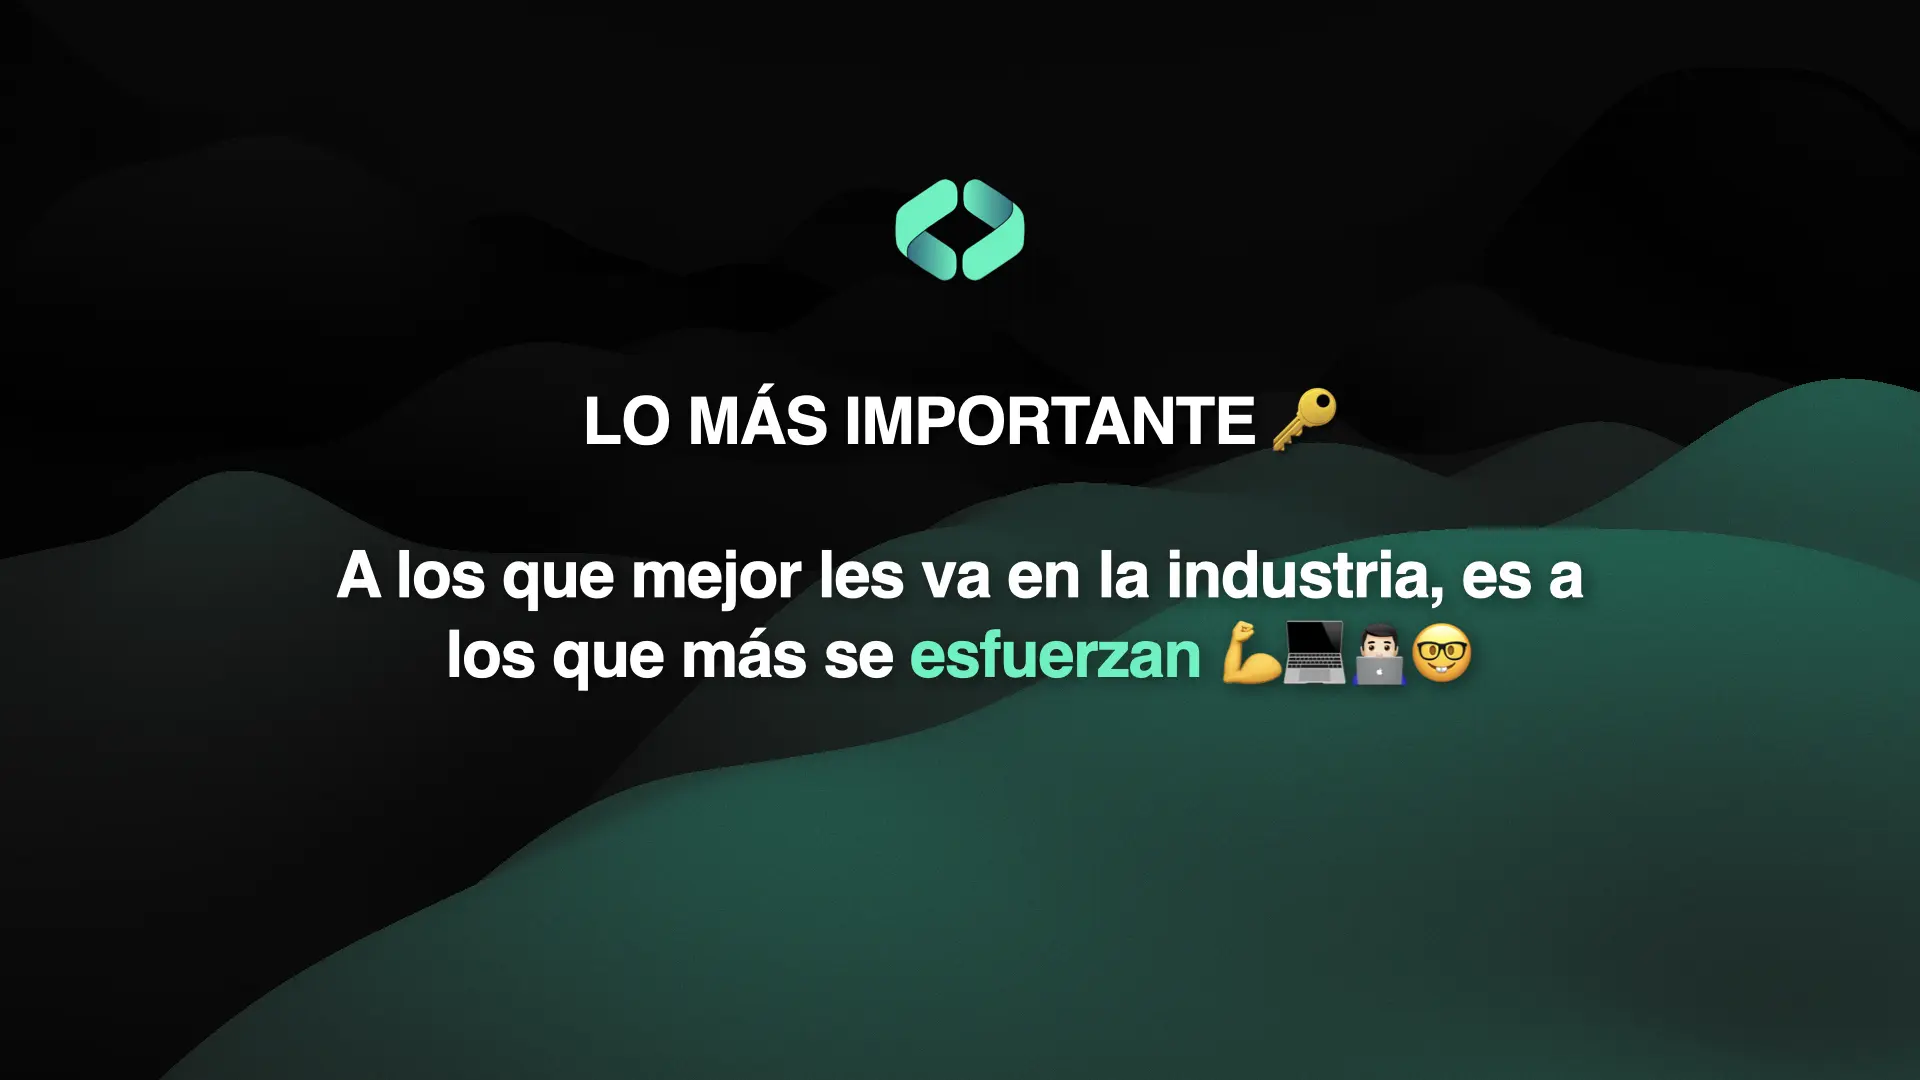 LO MÁS IMPORTANTE 🔑
A los que mejor les va en la industria, es a
los que más se esfuerzan 💪💻👨🏻‍💻🤓